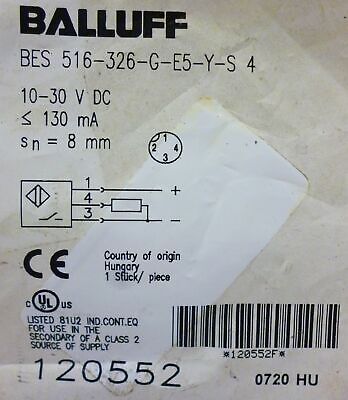 BALLUFF
BES 516-326-G-E5-Y-S 4
10-30 V DC
≤ 130 mA
sn = 8 mm
1
2 4
3
1 +
4
3 −
CE
Country of origin
Hungary
1 Stück/ piece
c UL us
LISTED 81U2 IND.CONT.EQ
FOR USE IN THE
SECONDARY OF A CLASS 2
SOURCE OF SUPPLY
*120552F*
120552
0720 HU